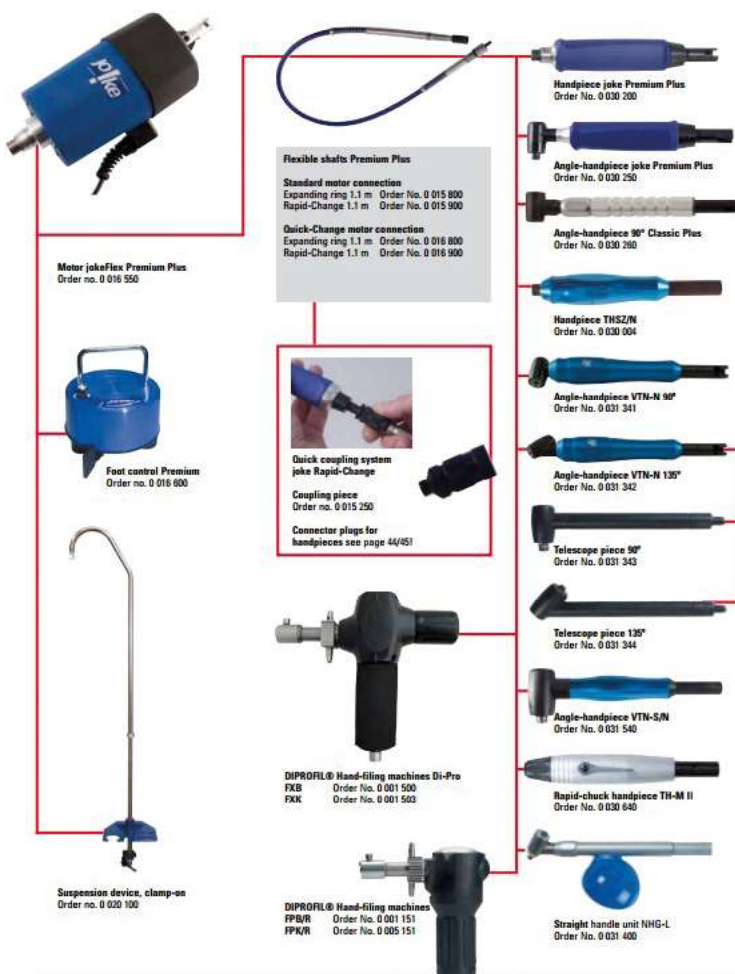 joke
Handpiece joke Premium Plus
Order No. 0 030 200
Angle-handpiece joke Premium Plus
Order No. 0 030 250
Angle-handpiece 90° Classic Plus
Order No. 0 030 260
Handpiece THSZ/N
Order No. 0 030 004
Angle-handpiece VTN-N 90°
Order No. 0 031 341
Angle-handpiece VTN-N 135°
Order No. 0 031 342
Telescope piece 90°
Order No. 0 031 343
Telescope piece 135°
Order No. 0 031 344
Angle-handpiece VTN-S/N
Order No. 0 031 540
Rapid-chuck handpiece TH-M II
Order No. 0 030 640
Straight handle unit NHG-L
Order No. 0 031 400
Flexible shafts Premium Plus
Standard motor connection
Expanding ring 1.1 m Order No. 0 015 800
Rapid-Change 1.1 m Order No. 0 015 900
Quick-Change motor connection
Expanding ring 1.1 m Order No. 0 016 800
Rapid-Change 1.1 m Order No. 0 016 900
Motor jokeFlex Premium Plus
Order no. 0 016 550
Foot control Premium
Order no. 0 016 600
Quick coupling system
joke Rapid-Change
Coupling piece
Order no. 0 015 250
Connector plugs for
handpieces see page 44/45!
DIPROFIL® Hand-filing machines Di-Pro
FXB Order No. 0 001 500
FXK Order No. 0 001 503
DIPROFIL® Hand-filing machines
FPB/R Order No. 0 001 151
FPK/R Order No. 0 005 151
Suspension device, clamp-on
Order no. 0 020 100